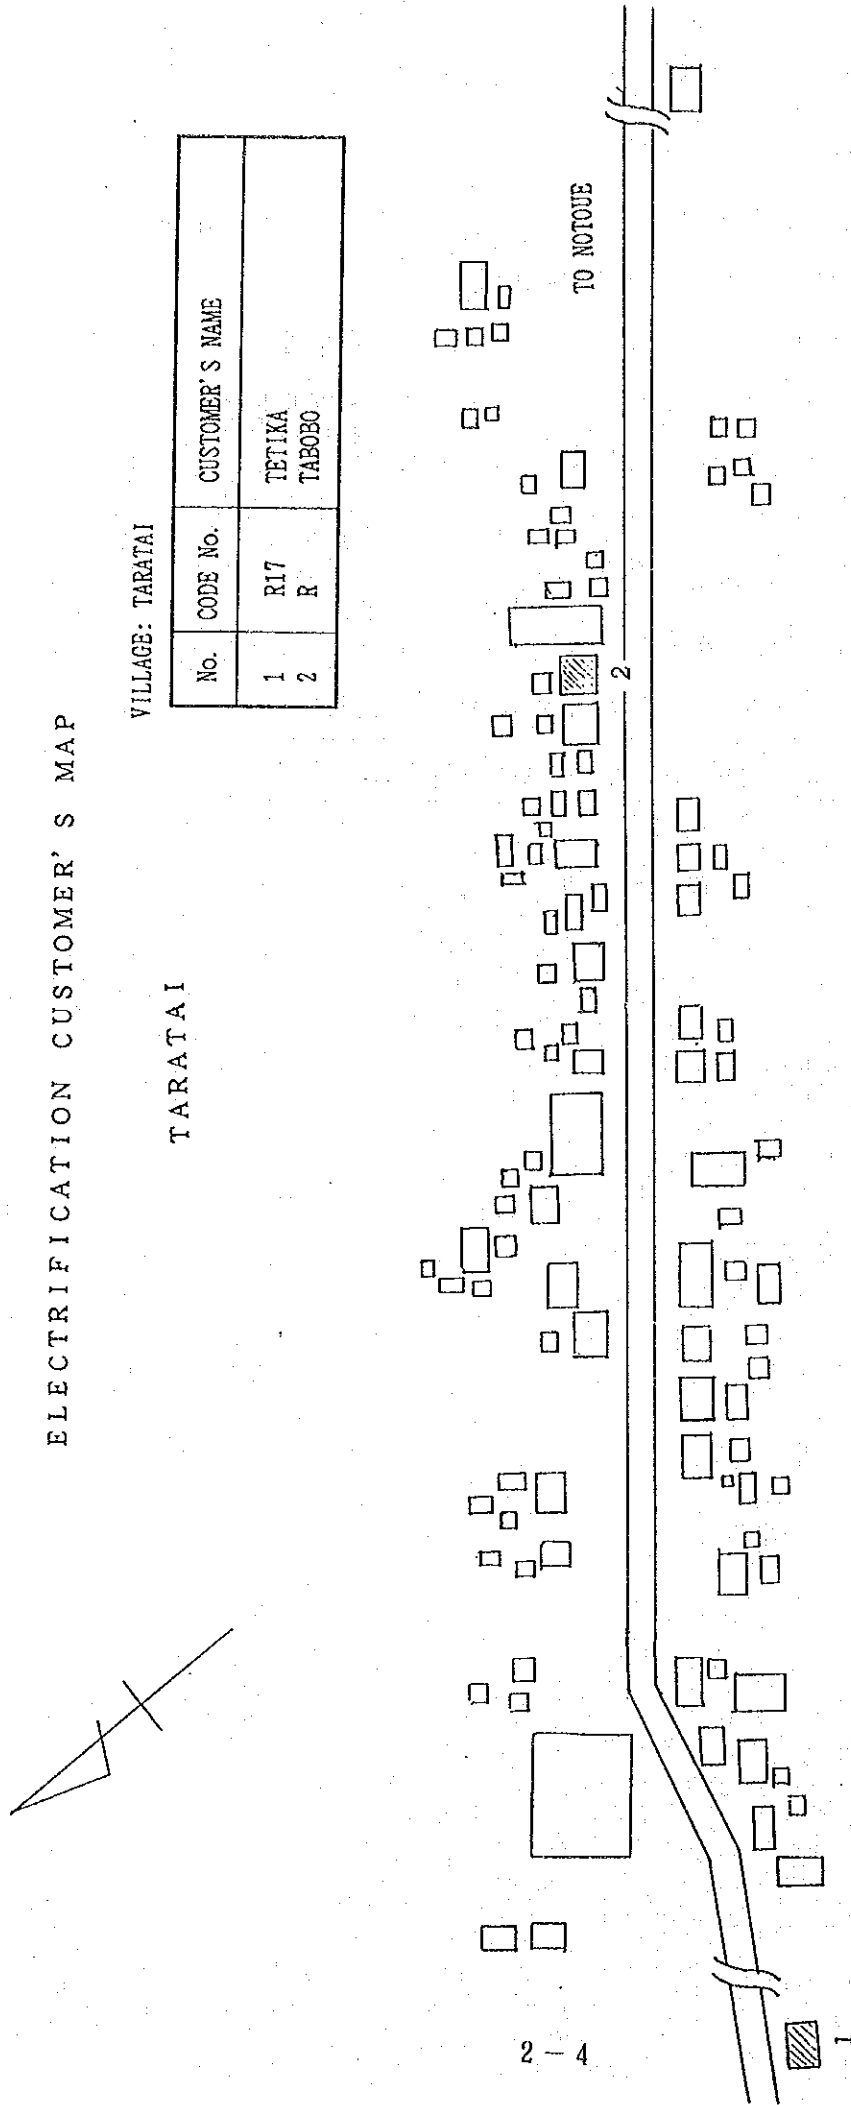 ELECTRIFICATION CUSTOMER'S MAP
TARATAI
VILLAGE: TARATAI
No. CODE No. CUSTOMER'S NAME
1 R17 TETIKA
2 R TABOBO
TO NOTOUE
2
1
2-4